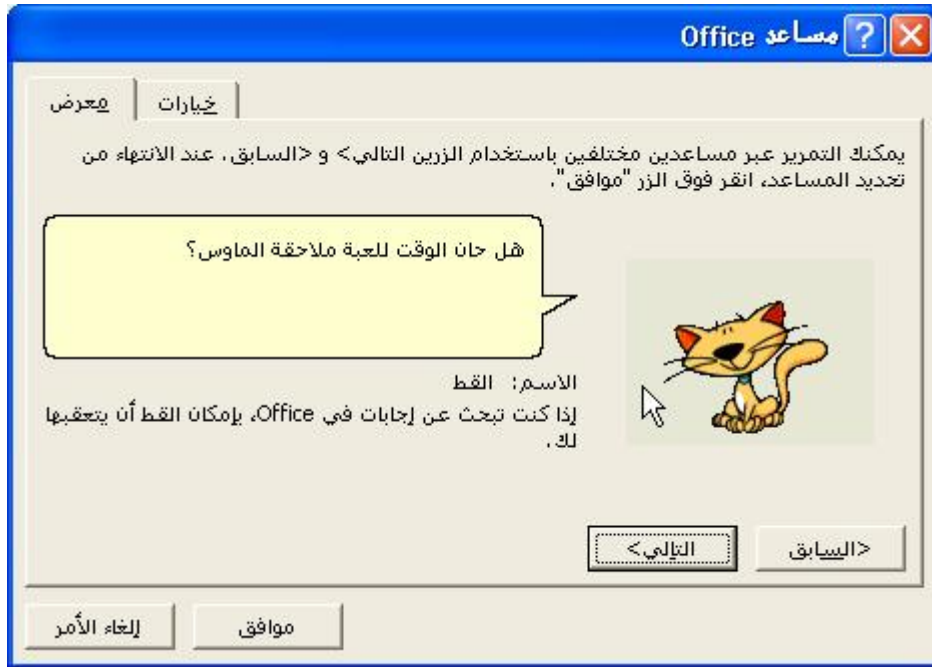 مساعد Office
معرض
خيارات
يمكنك التمرير عبر مساعدين مختلفين باستخدام الزرين التالي> و <السابق. عند الانتهاء من
تحديد المساعد، انقر فوق الزر "موافق".
هل حان الوقت للعبة ملاحقة الماوس؟
الاسم: القط
إذا كنت تبحث عن إجابات في Office، بإمكان القط أن يتعقبها
لك.
<السابق
التالي>
موافق
إلغاء الأمر